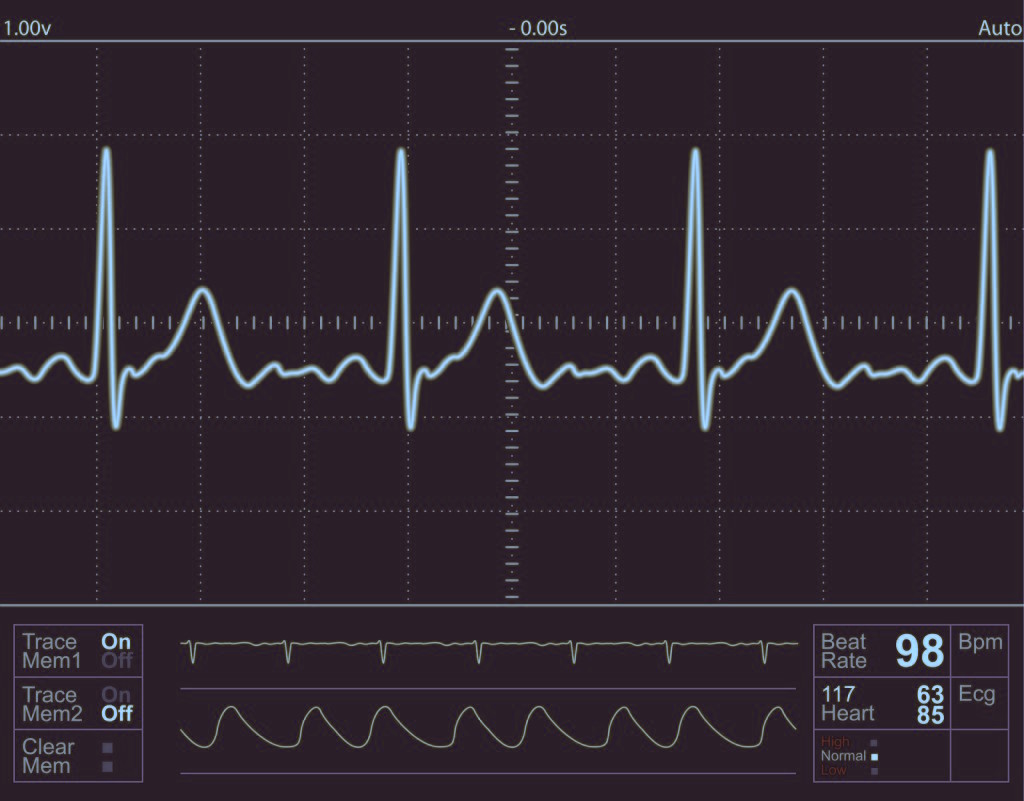 1.00v - 0.00s Auto
Trace On
Mem1 Off
Trace On
Mem2 Off
Clear
Mem
Beat
Rate 98 Bpm
117 63 Ecg
Heart 85
High
Normal
Low